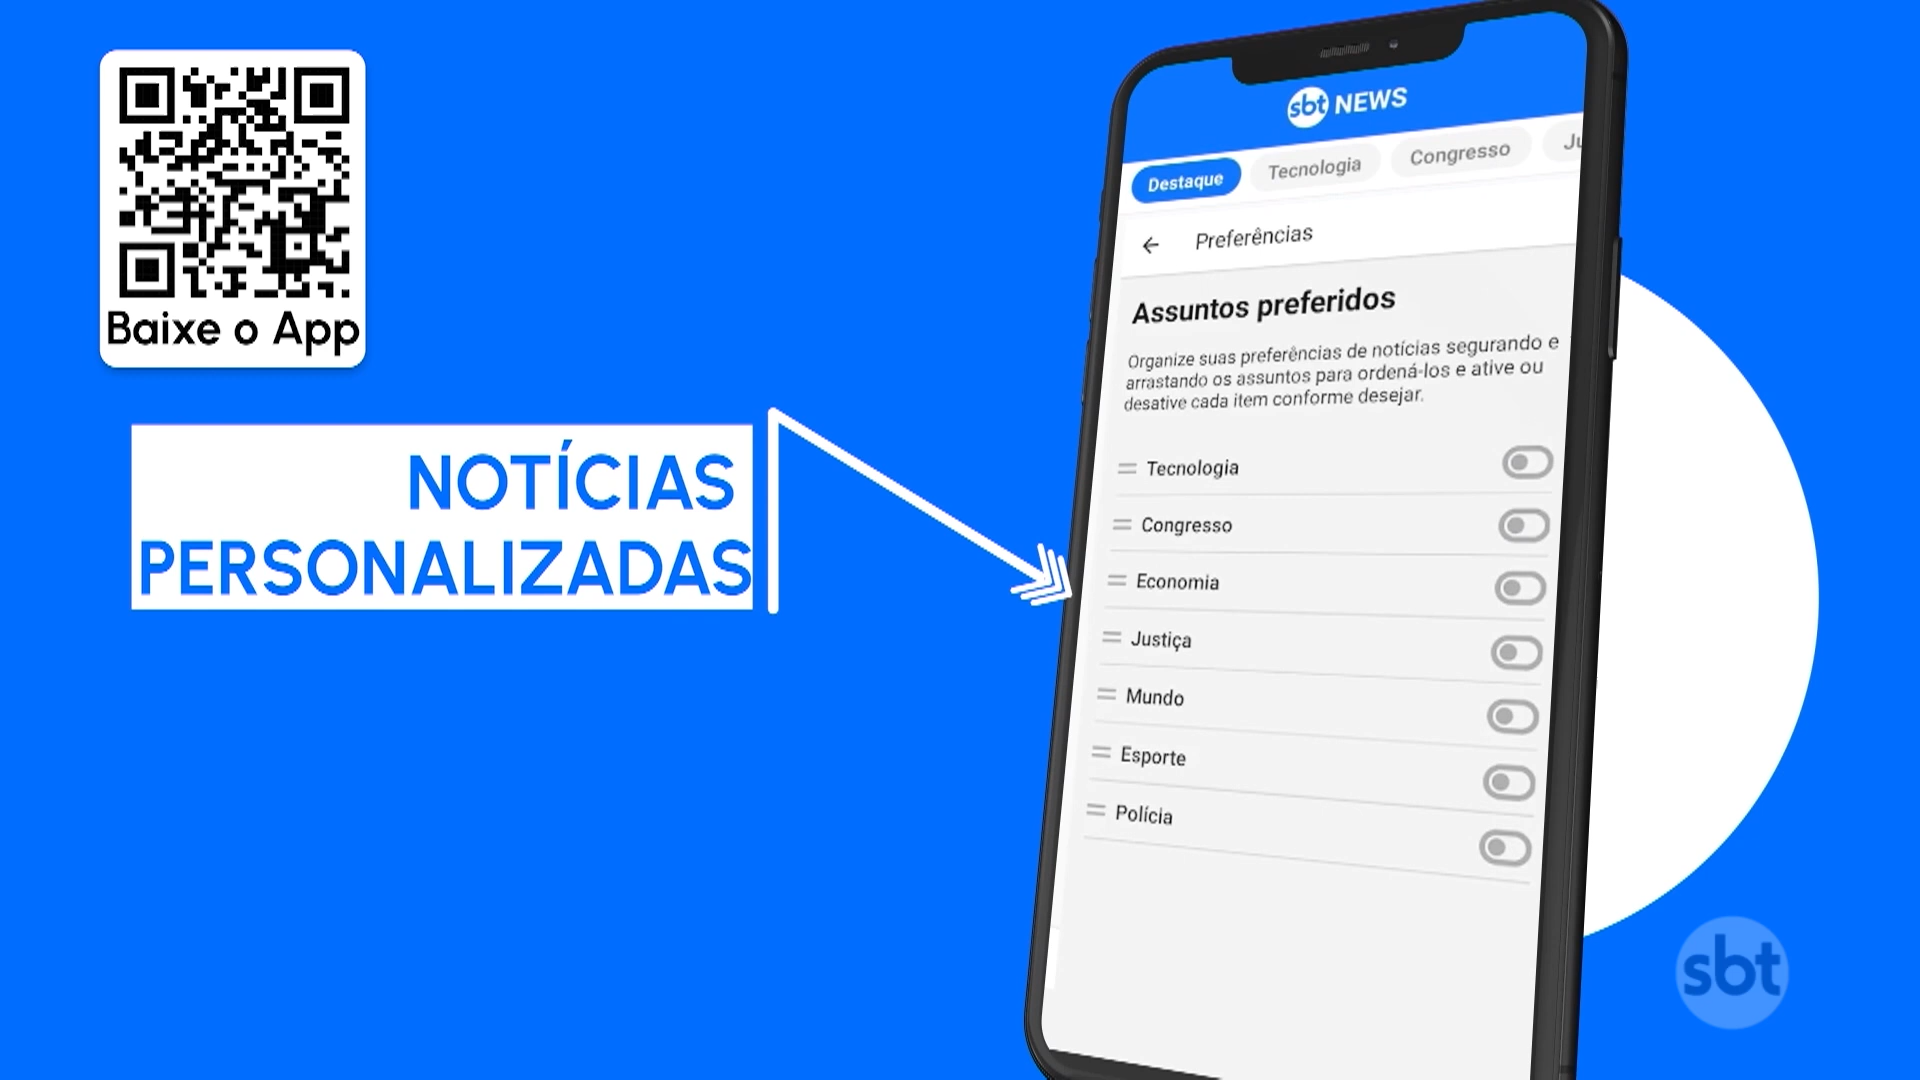 Baixe o App
NOTÍCIAS
PERSONALIZADAS
sbt NEWS
Destaque Tecnologia Congresso Ju
Preferências
Assuntos preferidos
Organize suas preferências de notícias segurando e
arrastando os assuntos para ordená-los e ative ou
desative cada item conforme desejar.
Tecnologia
Congresso
Economia
Justiça
Mundo
Esporte
Polícia
sbt